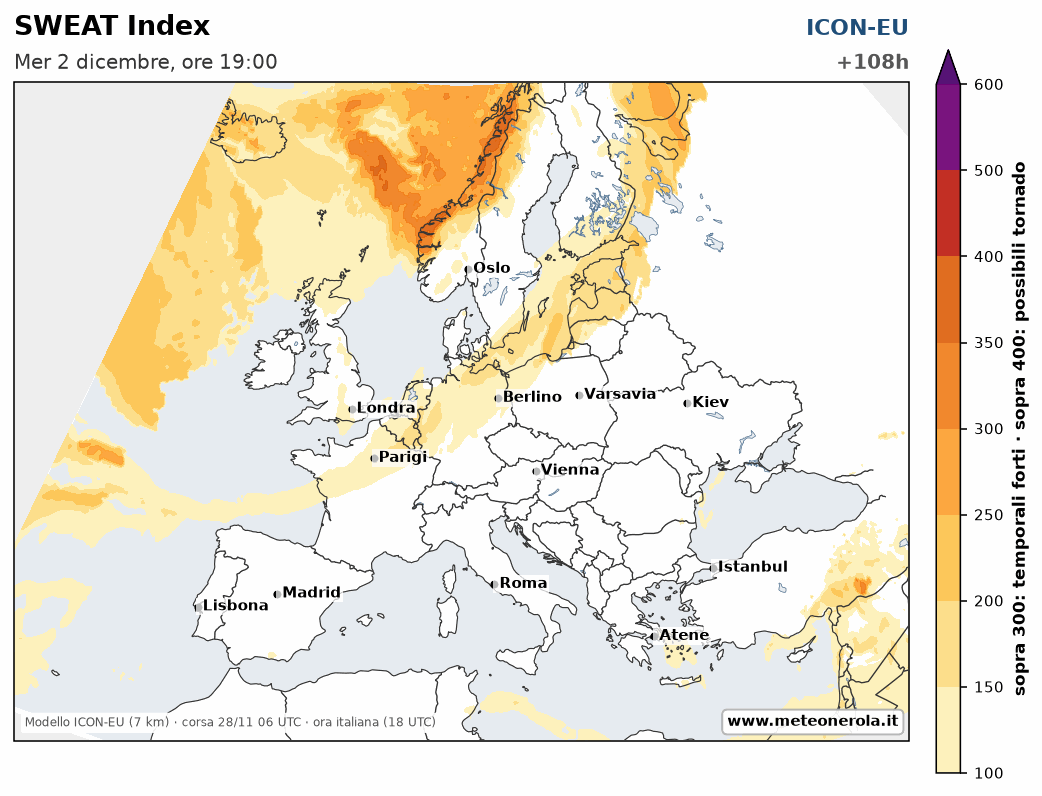 SWEAT Index
ICON-EU
Mer 2 dicembre, ore 19:00
+108h
Oslo
Londra
Berlino
Varsavia
Kiev
Parigi
Vienna
Istanbul
Roma
Madrid
Lisbona
Atene
Modello ICON-EU (7 km) · corsa 28/11 06 UTC · ora italiana (18 UTC)
www.meteonerola.it
600
500
400
350
300
250
200
150
100
sopra 300: temporali forti · sopra 400: possibili tornado